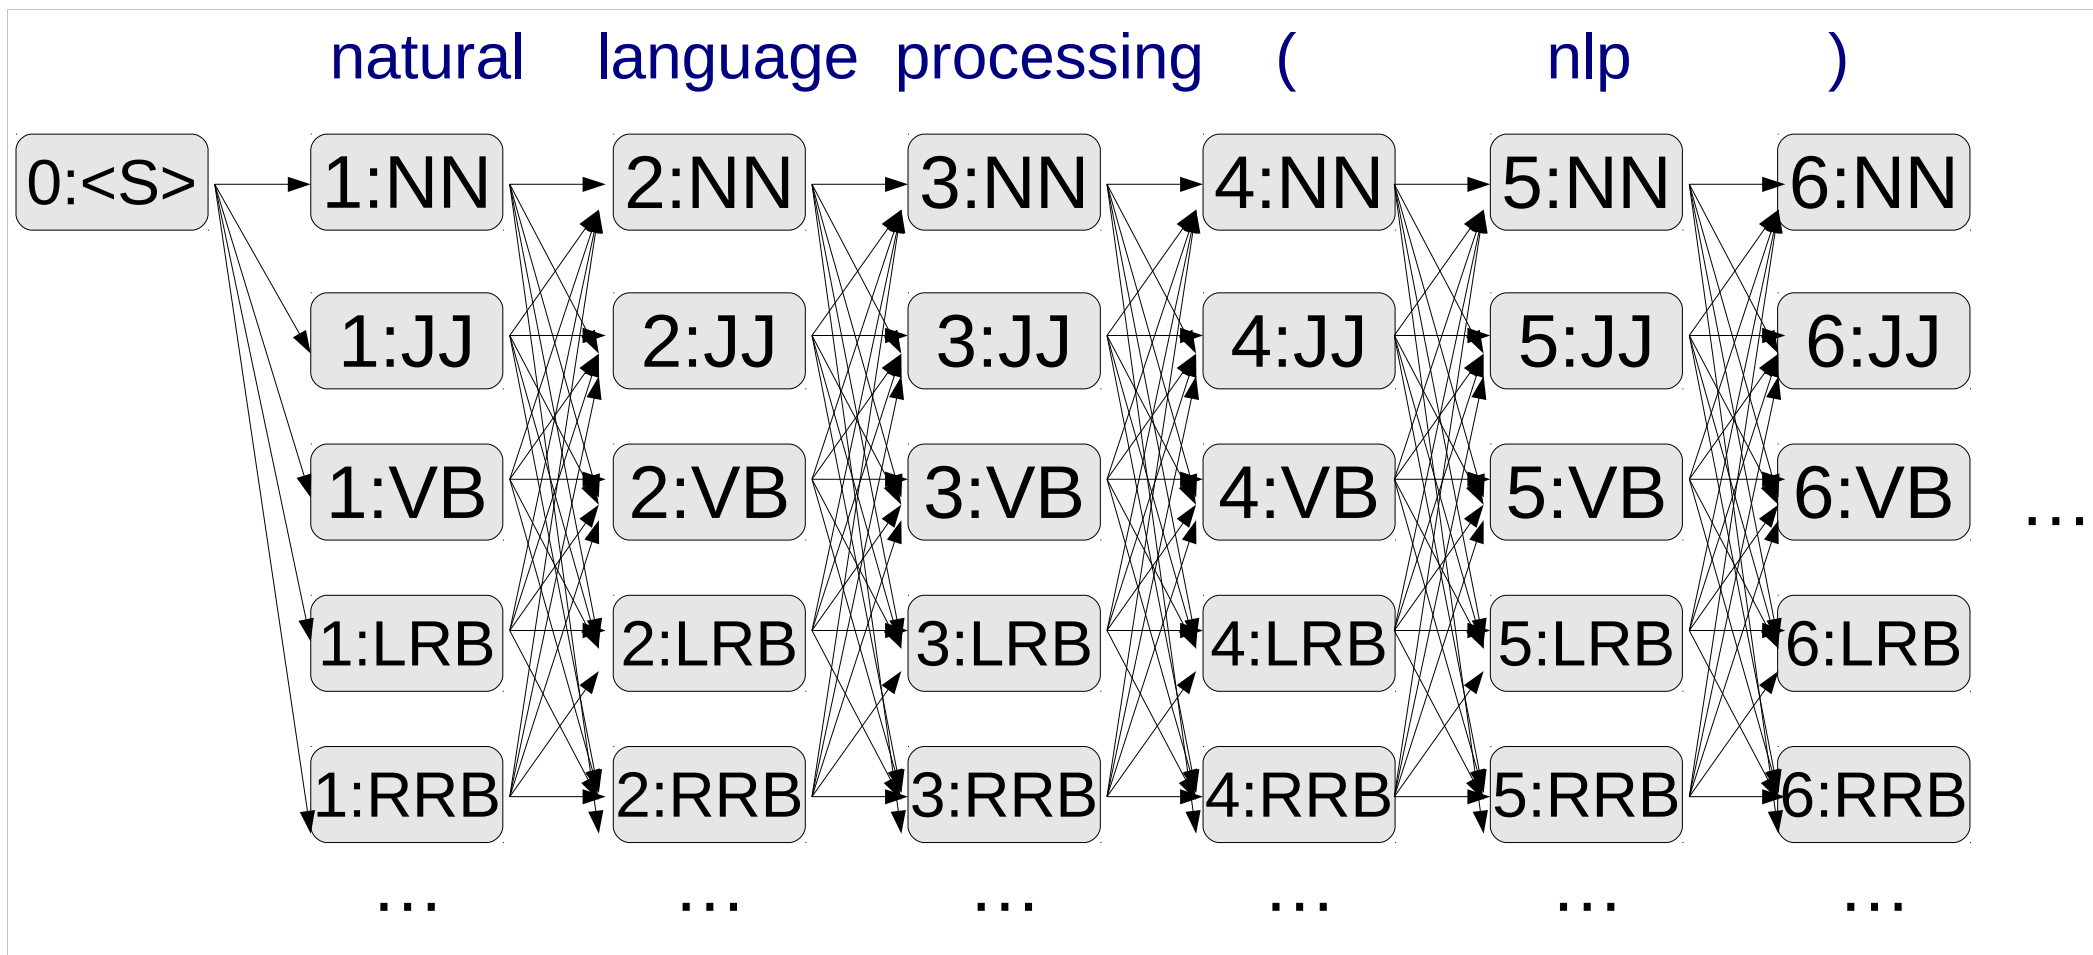 natural language processing ( nlp )
0:<S> 1:NN 2:NN 3:NN 4:NN 5:NN 6:NN
1:JJ 2:JJ 3:JJ 4:JJ 5:JJ 6:JJ
1:VB 2:VB 3:VB 4:VB 5:VB 6:VB …
1:LRB 2:LRB 3:LRB 4:LRB 5:LRB 6:LRB
1:RRB 2:RRB 3:RRB 4:RRB 5:RRB 6:RRB
… … … … … …